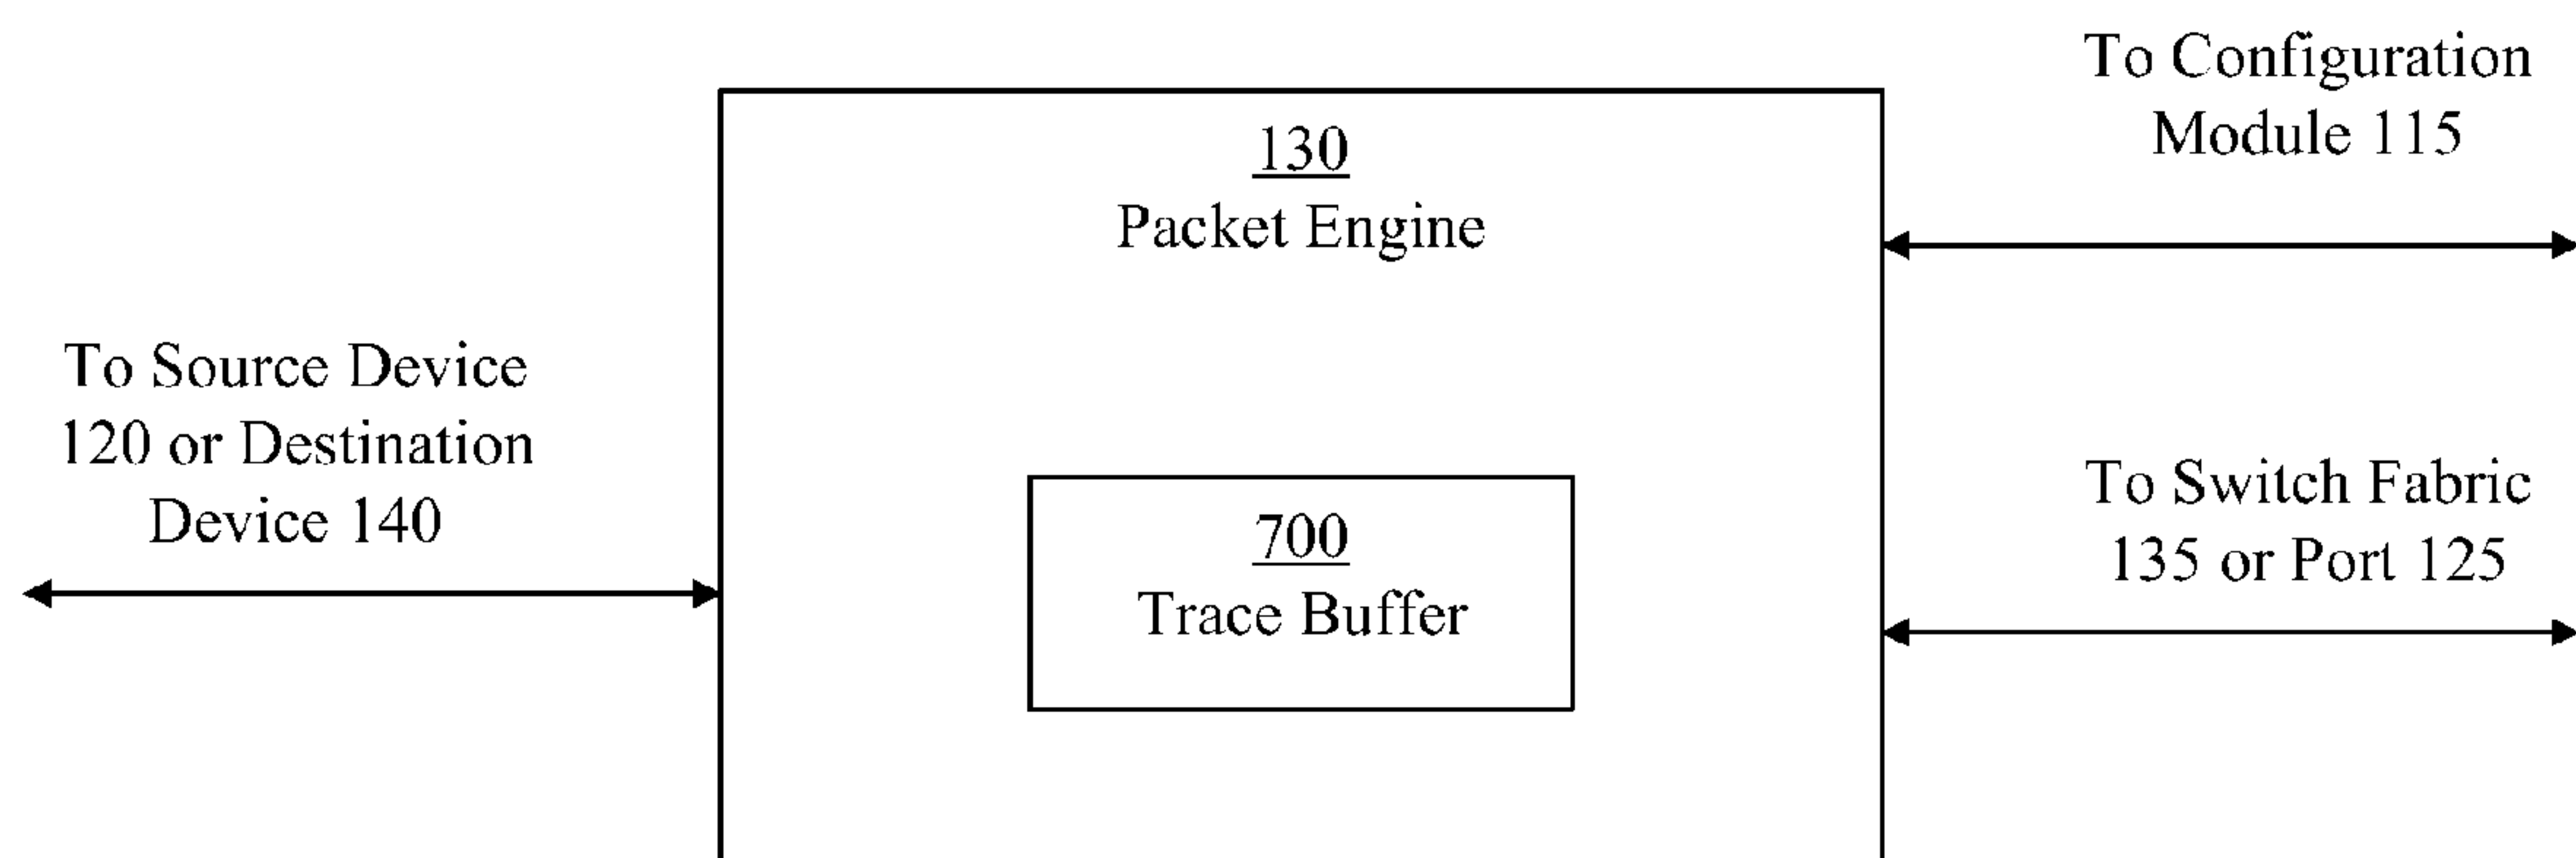 To Configuration
Module 115
130
Packet Engine
To Source Device
120 or Destination
Device 140
700
Trace Buffer
To Switch Fabric
135 or Port 125